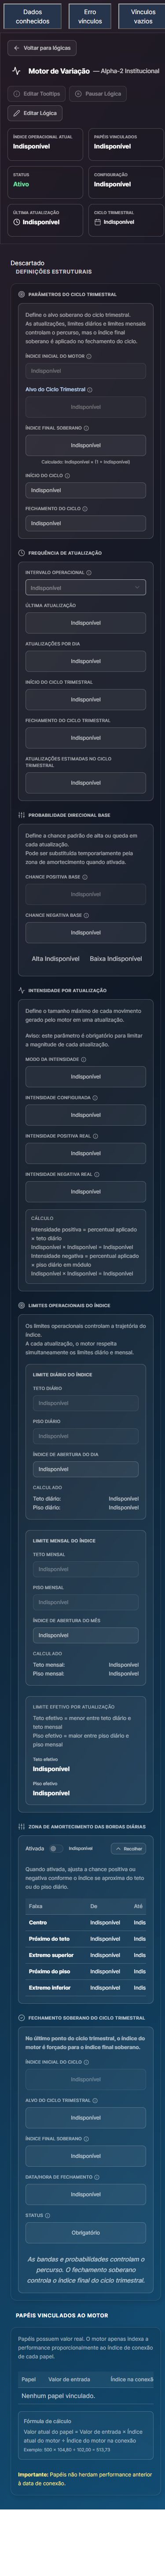 Dados conhecidos
Erro vínculos
Vínculos vazios
Voltar para lógicas
Motor de Variação — Alpha-2 Institucional
Editar Tooltips
Pausar Lógica
Editar Lógica
ÍNDICE OPERACIONAL ATUAL
Indisponível
PAPÉIS VINCULADOS
Indisponível
STATUS
Ativo
CONFIGURAÇÃO
Indisponível
ÚLTIMA ATUALIZAÇÃO
Indisponível
CICLO TRIMESTRAL
Indisponível
Descartado
DEFINIÇÕES ESTRUTURAIS
PARÂMETROS DO CICLO TRIMESTRAL
Define o alvo soberano do ciclo trimestral.
As atualizações, limites diários e limites mensais
controlam o percurso, mas o índice final
soberano é aplicado no fechamento do ciclo.
ÍNDICE INICIAL DO MOTOR
Indisponível
Alvo do Ciclo Trimestral
Indisponível
ÍNDICE FINAL SOBERANO
Indisponível
Calculado: Indisponível × (1 + Indisponível)
INÍCIO DO CICLO
Indisponível
FECHAMENTO DO CICLO
Indisponível
FREQUÊNCIA DE ATUALIZAÇÃO
INTERVALO OPERACIONAL
Indisponível
ÚLTIMA ATUALIZAÇÃO
Indisponível
ATUALIZAÇÕES POR DIA
Indisponível
INÍCIO DO CICLO TRIMESTRAL
Indisponível
FECHAMENTO DO CICLO TRIMESTRAL
Indisponível
ATUALIZAÇÕES ESTIMADAS NO CICLO
TRIMESTRAL
Indisponível
PROBABILIDADE DIRECIONAL BASE
Define a chance padrão de alta ou queda em
cada atualização.
Pode ser substituída temporariamente pela
zona de amortecimento quando ativada.
CHANCE POSITIVA BASE
Indisponível
CHANCE NEGATIVA BASE
Indisponível
Alta Indisponível
Baixa Indisponível
INTENSIDADE POR ATUALIZAÇÃO
Define o tamanho máximo de cada movimento
gerado pelo motor em uma atualização.
Aviso: este parâmetro é obrigatório para limitar
a magnitude de cada atualização.
MODO DA INTENSIDADE
Indisponível
INTENSIDADE CONFIGURADA
Indisponível
INTENSIDADE POSITIVA REAL
Indisponível
INTENSIDADE NEGATIVA REAL
Indisponível
CÁLCULO
Intensidade positiva = percentual aplicado
× teto diário
Indisponível × Indisponível = Indisponível
Intensidade negativa = percentual aplicado
× piso diário em módulo
Indisponível × Indisponível = Indisponível
LIMITES OPERACIONAIS DO ÍNDICE
Os limites operacionais controlam a trajetória do
índice.
A cada atualização, o motor respeita
simultaneamente os limites diário e mensal.
LIMITE DIÁRIO DO ÍNDICE
TETO DIÁRIO
Indisponível
PISO DIÁRIO
Indisponível
ÍNDICE DE ABERTURA DO DIA
Indisponível
CALCULADO
Teto diário: Indisponível
Piso diário: Indisponível
LIMITE MENSAL DO ÍNDICE
TETO MENSAL
Indisponível
PISO MENSAL
Indisponível
ÍNDICE DE ABERTURA DO MÊS
Indisponível
CALCULADO
Teto mensal: Indisponível
Piso mensal: Indisponível
LIMITE EFETIVO POR ATUALIZAÇÃO
Teto efetivo = menor entre teto diário e
teto mensal
Piso efetivo = maior entre piso diário e
piso mensal
Teto efetivo
Indisponível
Piso efetivo
Indisponível
ZONA DE AMORTECIMENTO DAS BORDAS DIÁRIAS
Ativada Indisponível Recolher
Quando ativada, ajusta a chance positiva ou
negativa conforme o índice se aproxima do teto
ou do piso diário.
Faixa De Até
Centro Indisponível Indis
Próximo do teto Indisponível Indis
Extremo superior Indisponível Indis
Próximo do piso Indisponível Indis
Extremo inferior Indisponível Indis
FECHAMENTO SOBERANO DO CICLO TRIMESTRAL
No último ponto do ciclo trimestral, o índice do
motor é forçado para o índice final soberano.
ÍNDICE INICIAL DO CICLO
Indisponível
ALVO DO CICLO TRIMESTRAL
Indisponível
ÍNDICE FINAL SOBERANO
Indisponível
DATA/HORA DE FECHAMENTO
Indisponível
STATUS
Obrigatório
As bandas e probabilidades controlam o
percurso. O fechamento soberano
controla o índice final do ciclo trimestral.
PAPÉIS VINCULADOS AO MOTOR
Papéis possuem valor real. O motor apenas indexa a
performance proporcionalmente ao índice de conexão
de cada papel.
Papel Valor de entrada Índice na conexã
Nenhum papel vinculado.
Fórmula de cálculo
Valor atual do papel = Valor de entrada × Índice
atual do motor ÷ Índice do motor na conexão
Exemplo: 500 × 104,80 ÷ 102,00 = 513,73
Importante: Papéis não herdam performance anterior
à data de conexão.